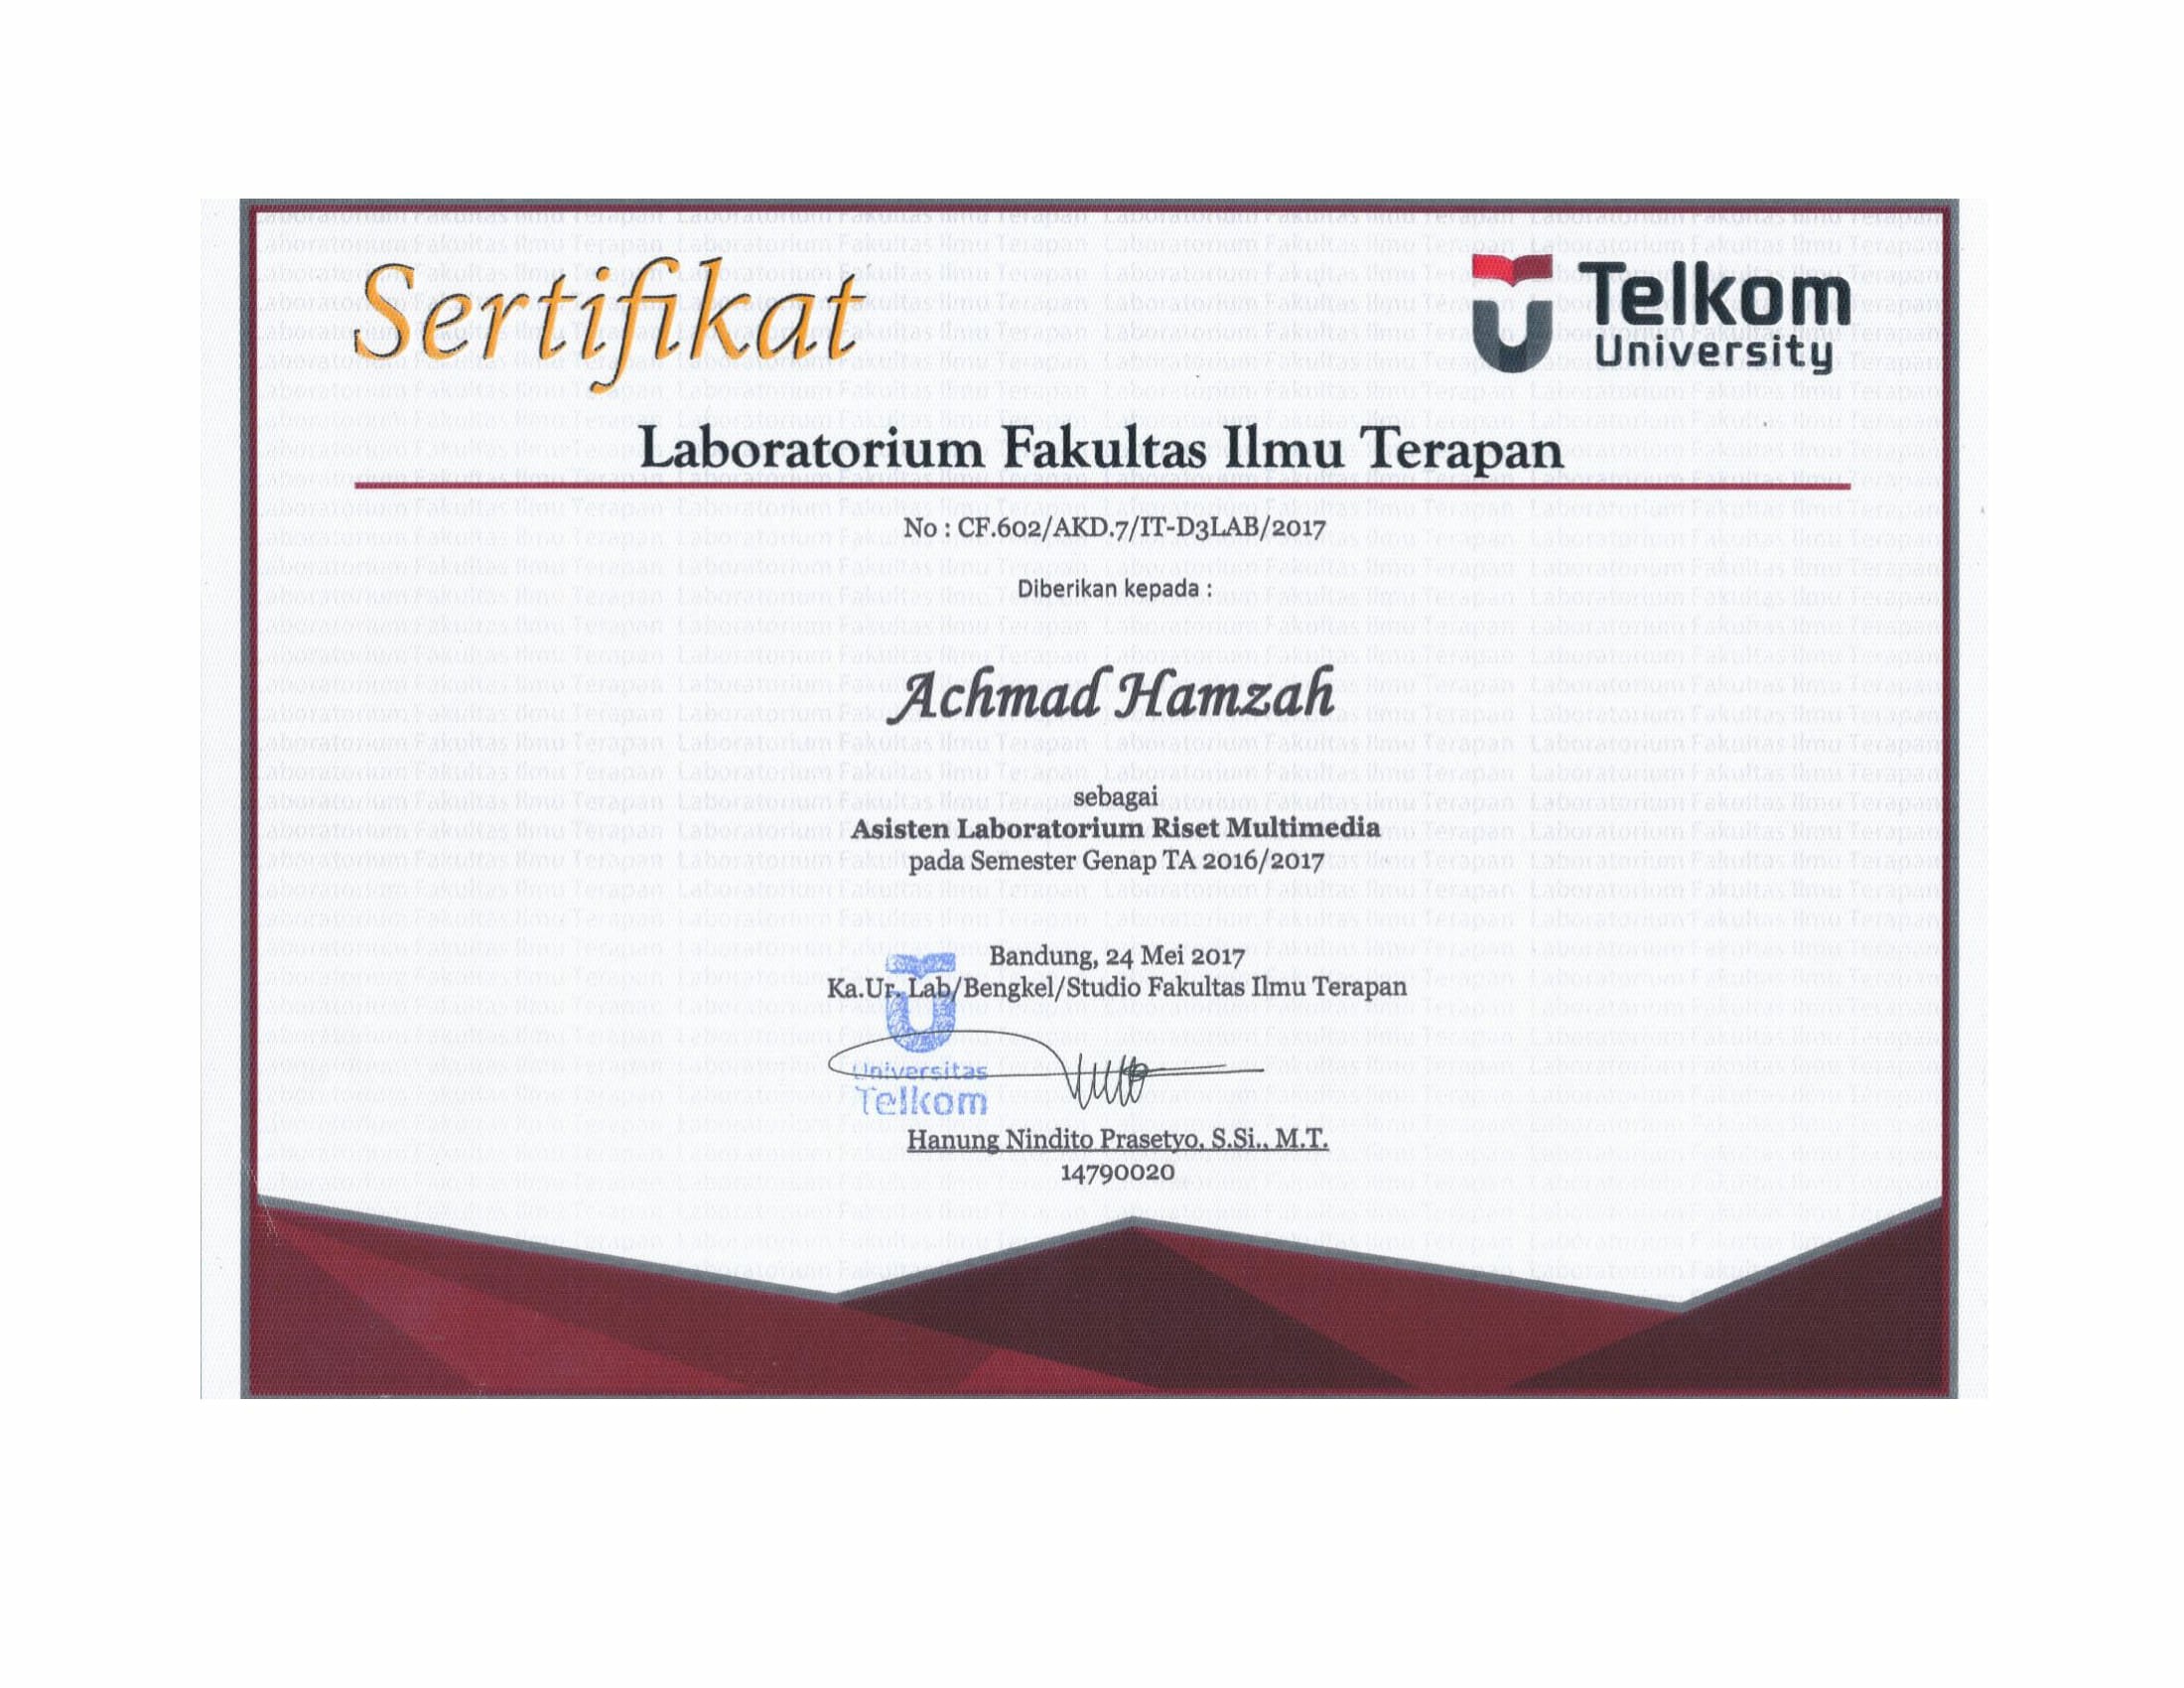 Sertifikat
Telkom
University
Laboratorium Fakultas Ilmu Terapan
No : CF.602/AKD.7/IT-D3LAB/2017
Diberikan kepada :
Achmad Hamzah
sebagai
Asisten Laboratorium Riset Multimedia
pada Semester Genap TA 2016/2017
Bandung, 24 Mei 2017
Ka.Ur. Lab/Bengkel/Studio Fakultas Ilmu Terapan
Universitas
Telkom
Hanung Nindito Prasetyo, S.Si., M.T.
14790020